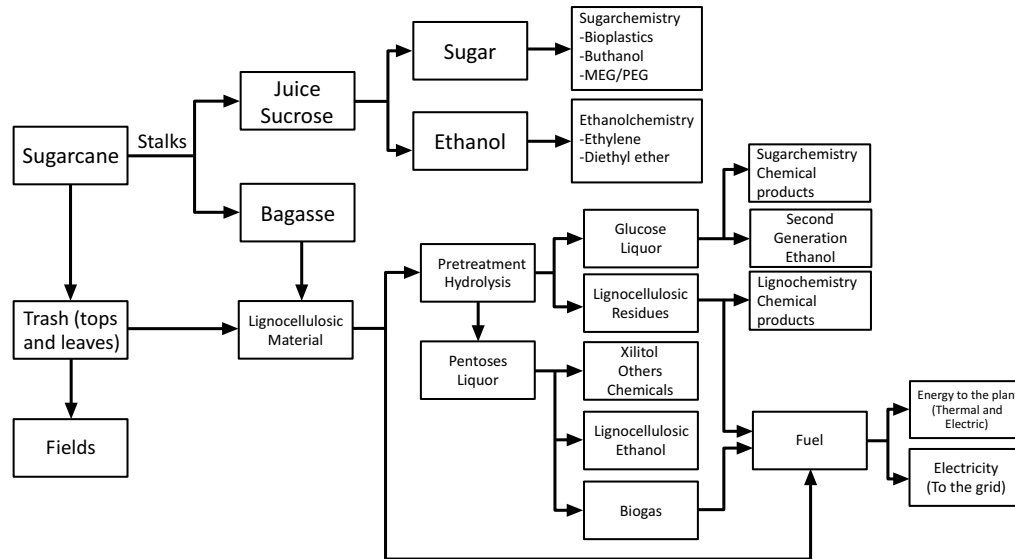 Sugarcane
Stalks
Juice
Sucrose
Bagasse
Sugar
Ethanol
Sugarchemistry
-Bioplastics
-Buthanol
-MEG/PEG
Ethanolchemistry
-Ethylene
-Diethyl ether
Trash (tops
and leaves)
Fields
Lignocellulosic
Material
Pretreatment
Hydrolysis
Pentoses
Liquor
Glucose
Liquor
Lignocellulosic
Residues
Xilitol
Others
Chemicals
Lignocellulosic
Ethanol
Biogas
Sugarchemistry
Chemical
products
Second
Generation
Ethanol
Lignochemistry
Chemical
products
Fuel
Energy to the plan
(Thermal and
Electric)
Electricity
(To the grid)